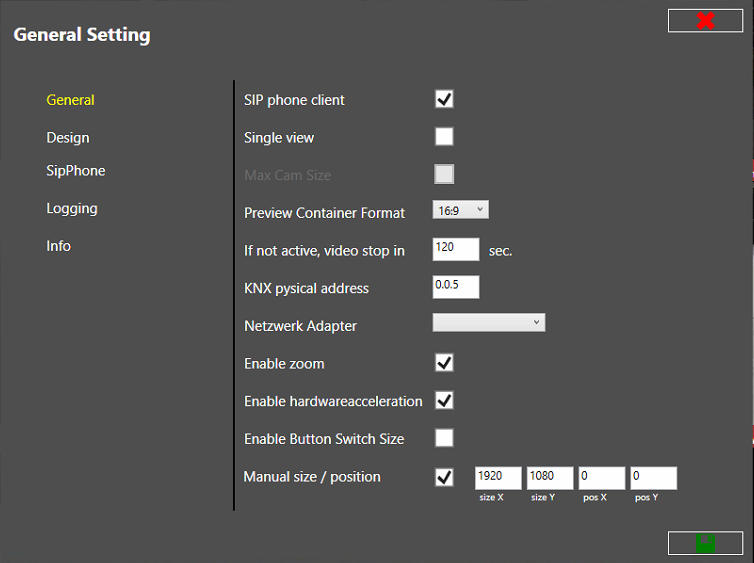 General Setting
General
Design
SipPhone
Logging
Info
SIP phone client
Single view
Max Cam Size
Preview Container Format 16:9
If not active, video stop in 120 sec.
KNX pysical address 0.0.5
Netzwerk Adapter
Enable zoom
Enable hardwareacceleration
Enable Button Switch Size
Manual size / position 1920 1080 0 0
size X size Y pos X pos Y